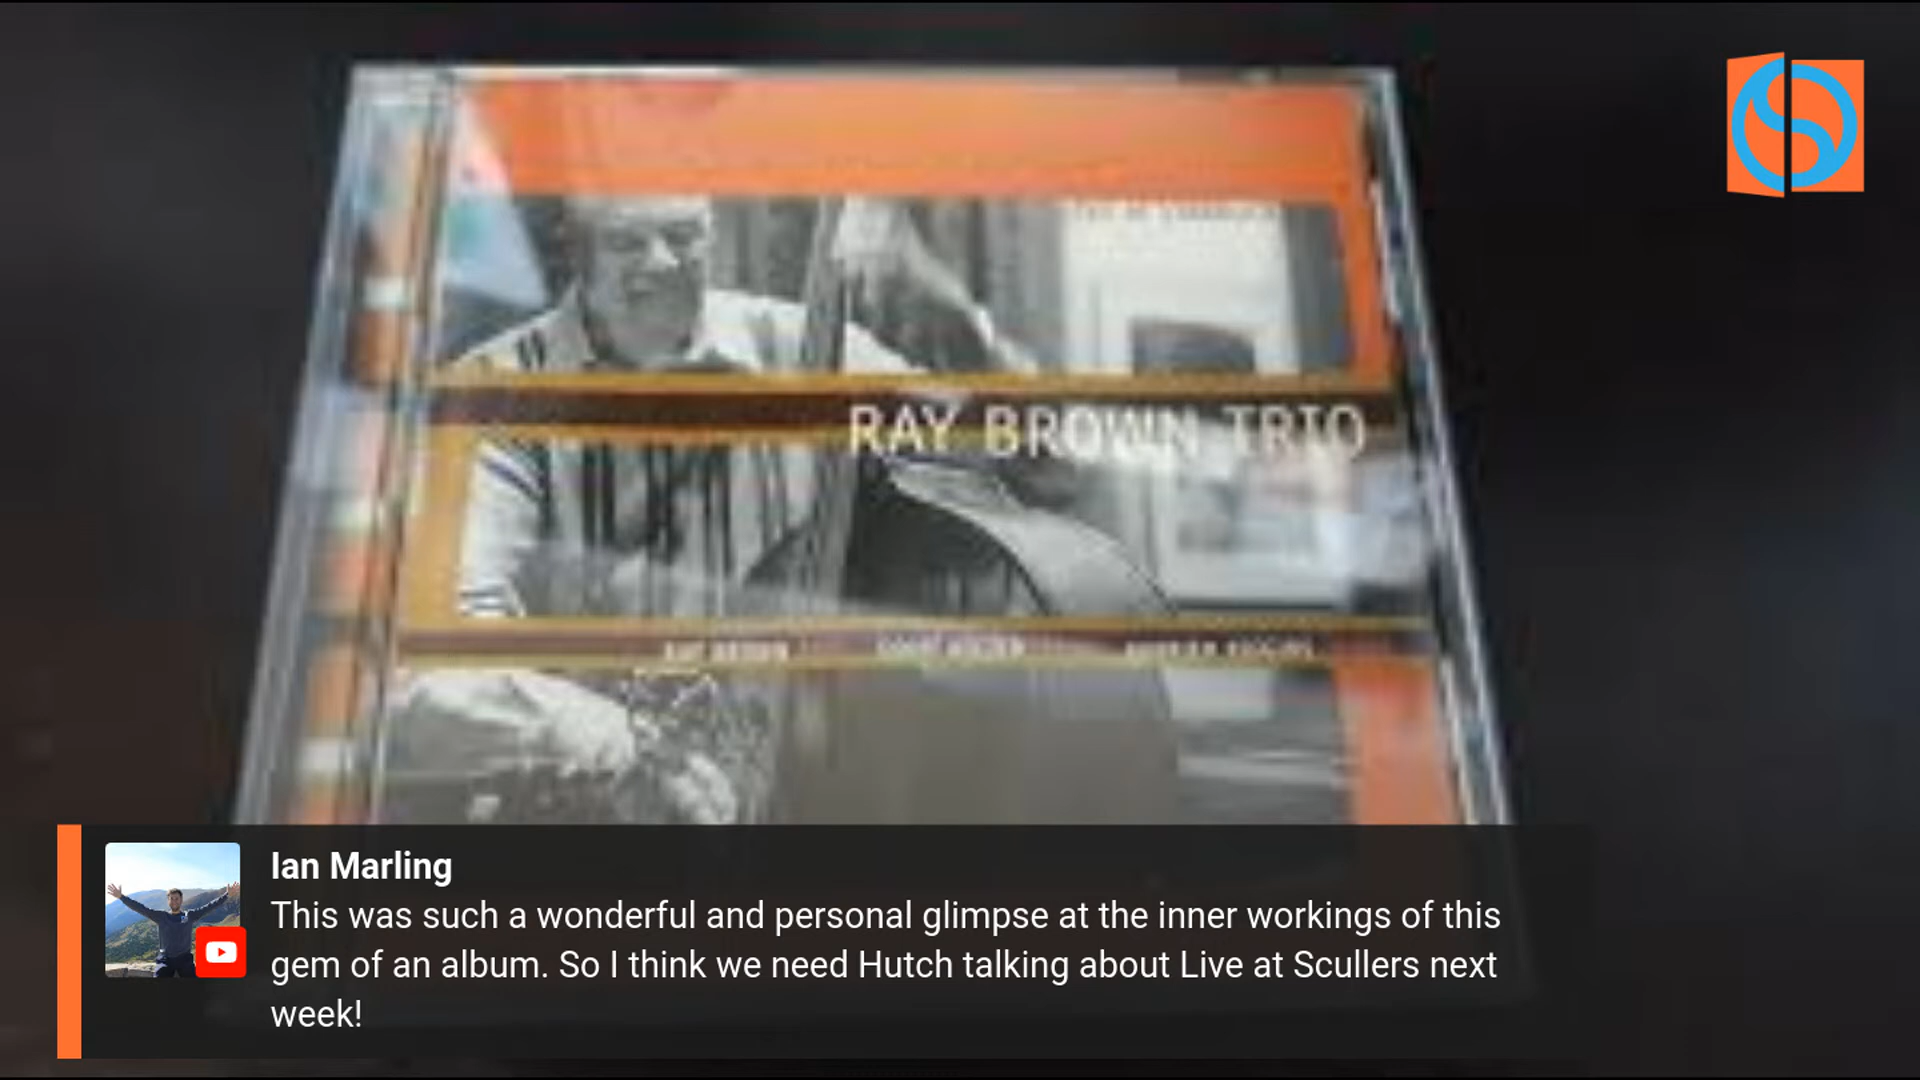 RAY BROWN TRIO
Ian Marling
This was such a wonderful and personal glimpse at the inner workings of this
gem of an album. So I think we need Hutch talking about Live at Scullers next
week!